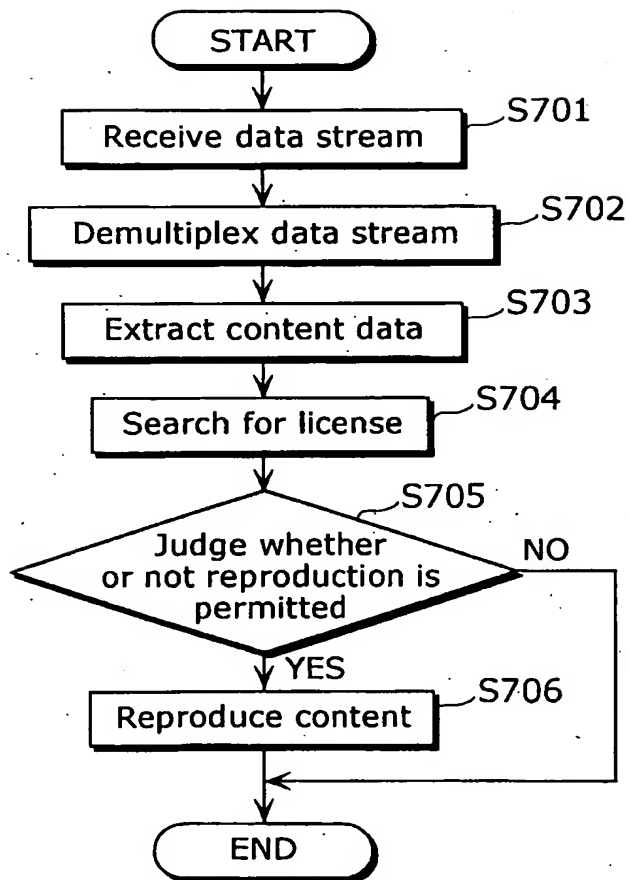 START
Receive data stream
S701
Demultiplex data stream
S702
Extract content data
S703
Search for license
S704
S705
Judge whether
or not reproduction is
permitted
NO
YES
Reproduce content
S706
END